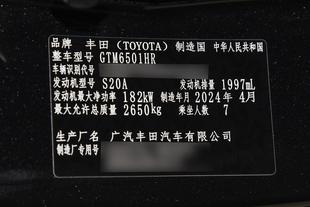 品牌 丰田(TOYOTA) 制造国 中华人民共和国
整车型号 GTM6501HR
车辆识别代号
发动机型号 S20A 发动机排量 1997mL
发动机最大净功率 182kW 制造年月 2024年4月
最大允许总质量 2650kg 乘坐人数 7
生产厂名 广汽丰田汽车有限公司
制造厂专用号